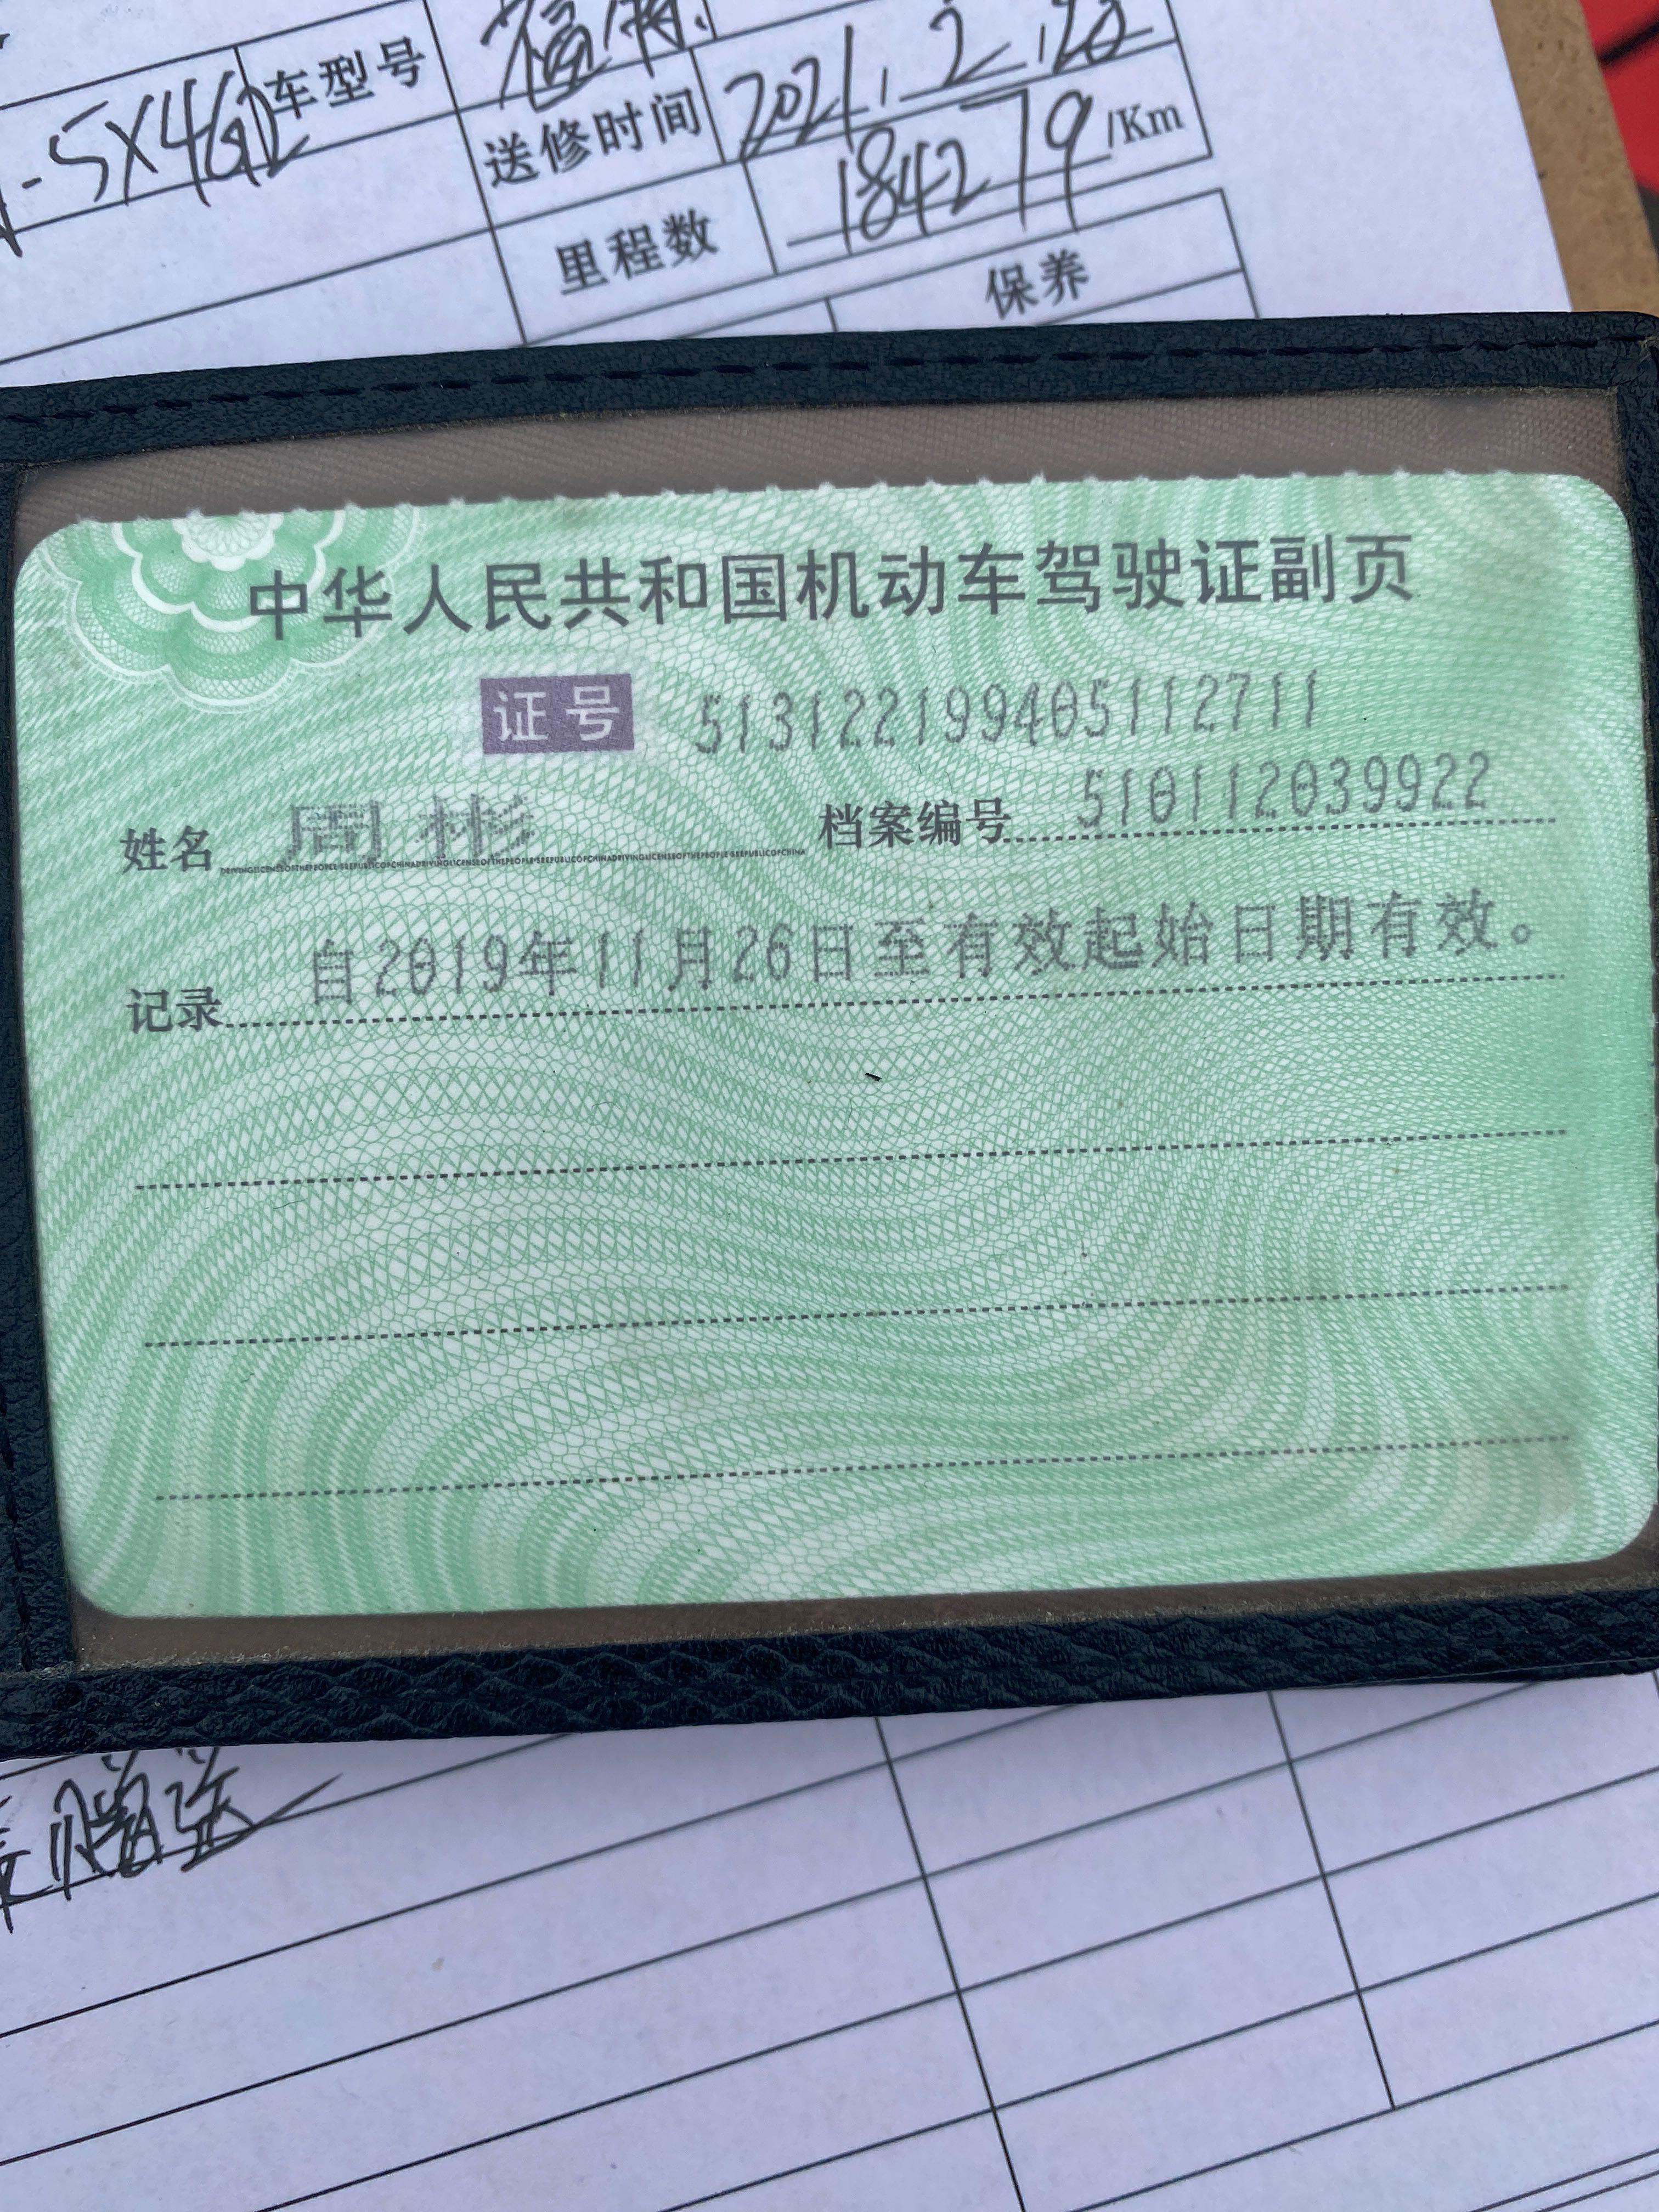 5X4G2 车型号 福特.
送修时间 2021.2.
里程数 184279/Km
保养
中华人民共和国机动车驾驶证副页
证号 513122199405112711
姓名 周彬 档案编号 510112039922
记录 自2019年11月26日至有效起始日期有效。